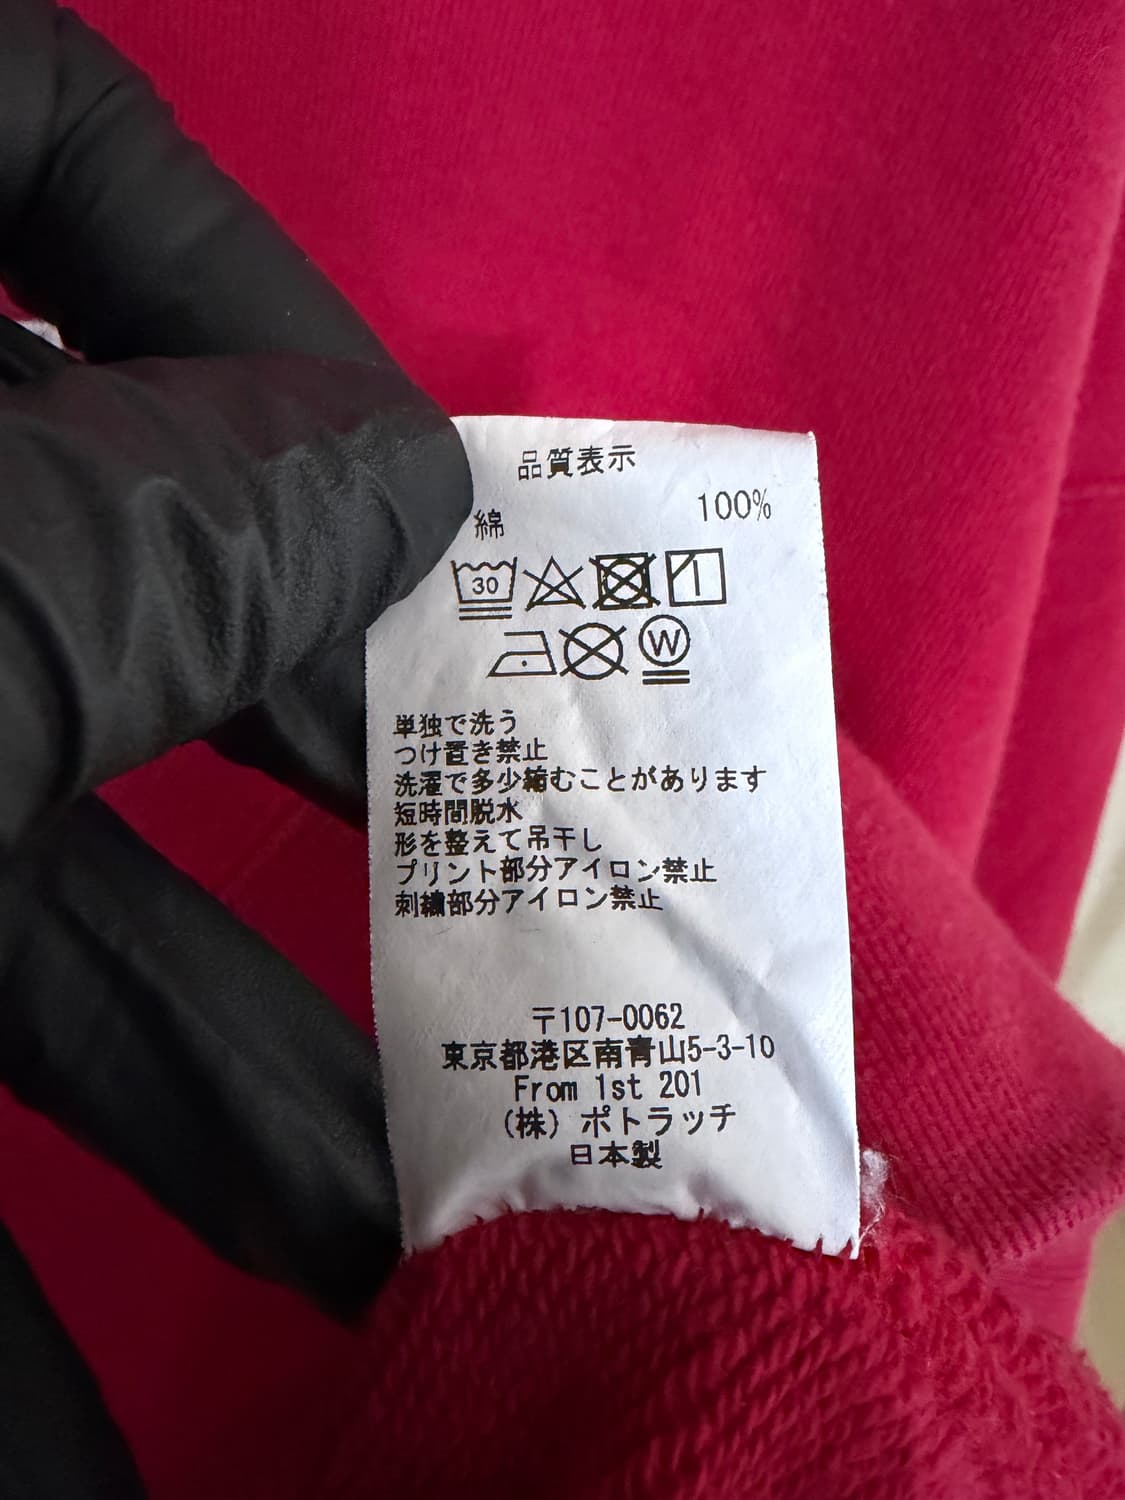 品質表示
綿 100%
30
W
単独で洗う
つけ置き禁止
洗濯で多少縮むことがあります
短時間脱水
形を整えて吊干し
プリント部分アイロン禁止
刺繍部分アイロン禁止
〒107-0062
東京都港区南青山5-3-10
From 1st 201
(株) ポトラッチ
日本製